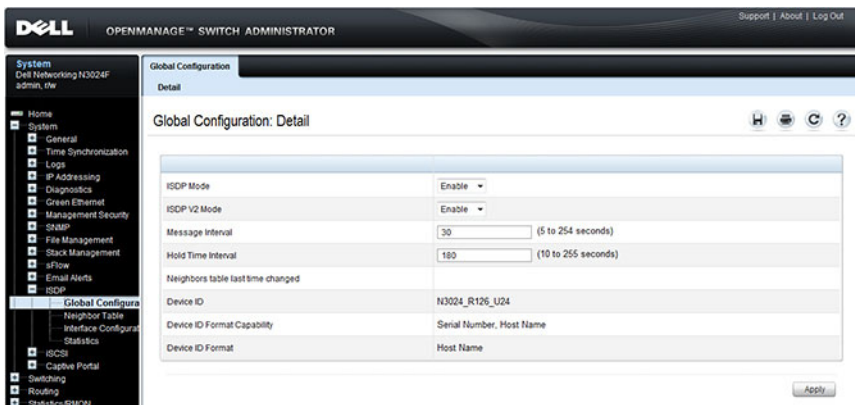 Support | About | Log Out
DELL
OPENMANAGE™ SWITCH ADMINISTRATOR
System
Dell Networking N3024F
admin, r/w
Home
System
General
Time Synchronization
Logs
IP Addressing
Diagnostics
Green Ethernet
Management Security
SNMP
File Management
Stack Management
sFlow
Email Alerts
ISDP
Global Configura
Neighbor Table
Interface Configurat
Statistics
iSCSI
Captive Portal
Switching
Routing
Statistics/RMON
Global Configuration
Detail
Global Configuration: Detail
ISDP Mode Enable
ISDP V2 Mode Enable
Message Interval 30 (5 to 254 seconds)
Hold Time Interval 180 (10 to 255 seconds)
Neighbors table last time changed
Device ID N3024_R126_U24
Device ID Format Capability Serial Number, Host Name
Device ID Format Host Name
Apply